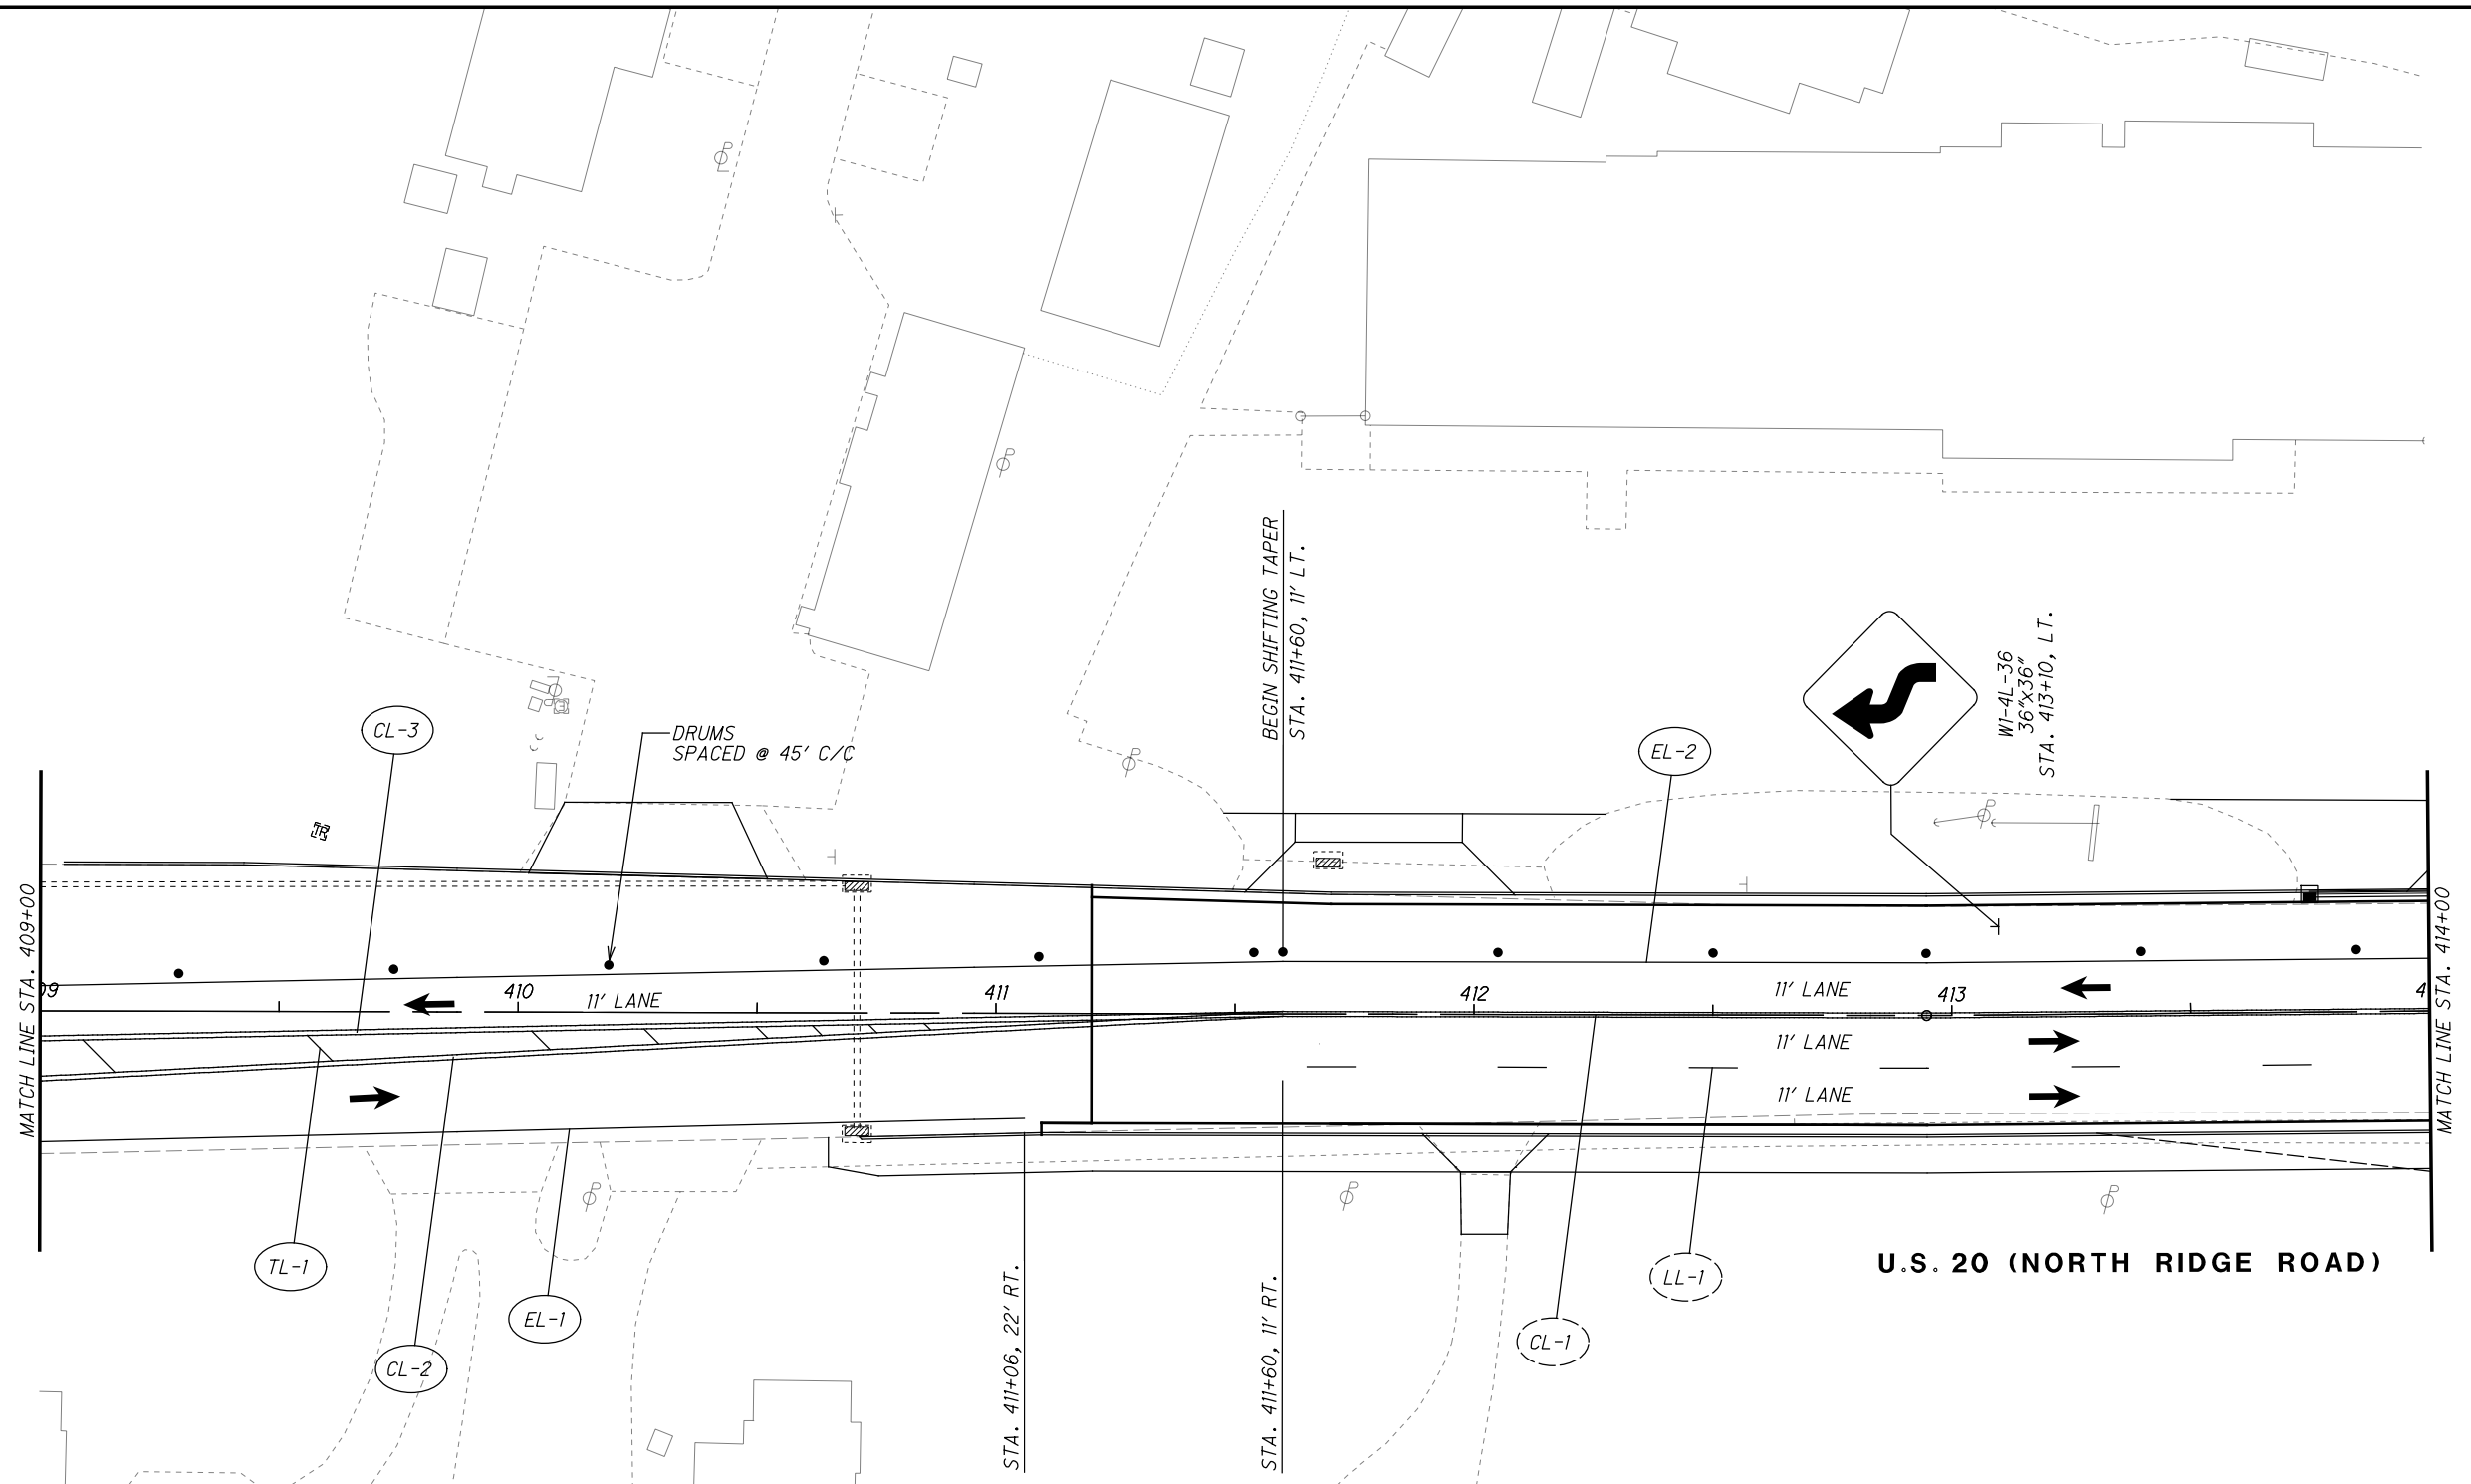 BEGIN SHIFTING TAPER
STA. 411+60, 11' LT.
W1-4L-36
36"x36"
STA. 413+10, LT.
CL-3
DRUMS
SPACED @ 45' C/C
EL-2
TR
MATCH LINE STA. 409+00
MATCH LINE STA. 414+00
09
410
411
412
413
4
11' LANE
11' LANE
11' LANE
11' LANE
TL-1
CL-2
EL-1
STA. 411+06, 22' RT.
STA. 411+60, 11' RT.
CL-1
LL-1
U.S. 20 (NORTH RIDGE ROAD)